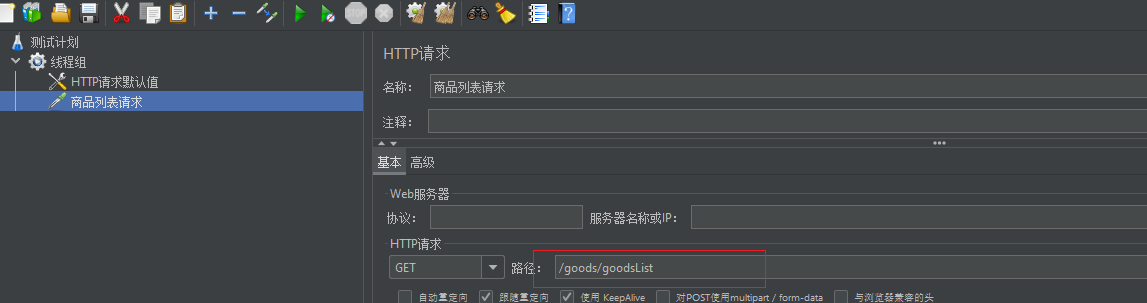 测试计划
线程组
HTTP请求默认值
商品列表请求
HTTP请求
名称： 商品列表请求
注释：
基本 高级
Web服务器
协议： 服务器名称或IP：
HTTP请求
GET 路径： /goods/goodsList
自动重定向 跟随重定向 使用 KeepAlive 对POST使用multipart / form-data 与浏览器兼容的头